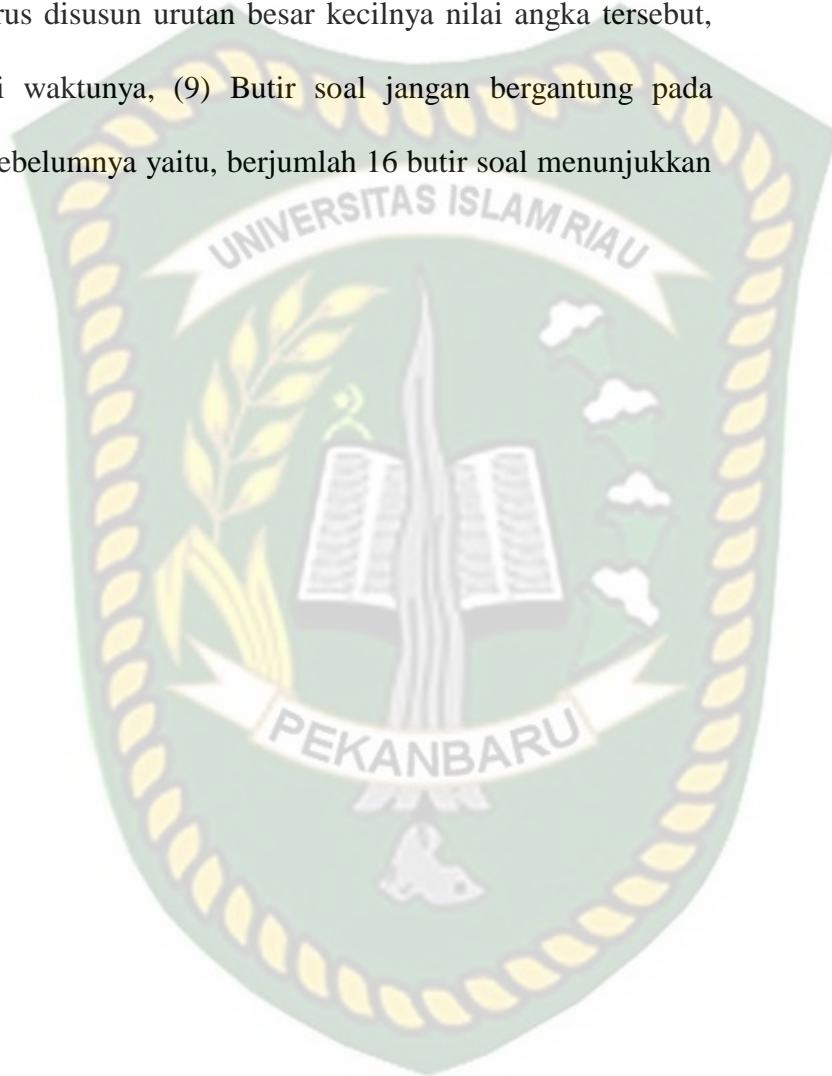 rus disusun urutan besar kecilnya nilai angka tersebut,
i waktunya, (9) Butir soal jangan bergantung pada
ebelumnya yaitu, berjumlah 16 butir soal menunjukkan
UNIVERSITAS ISLAM RIAU
PEKANBARU